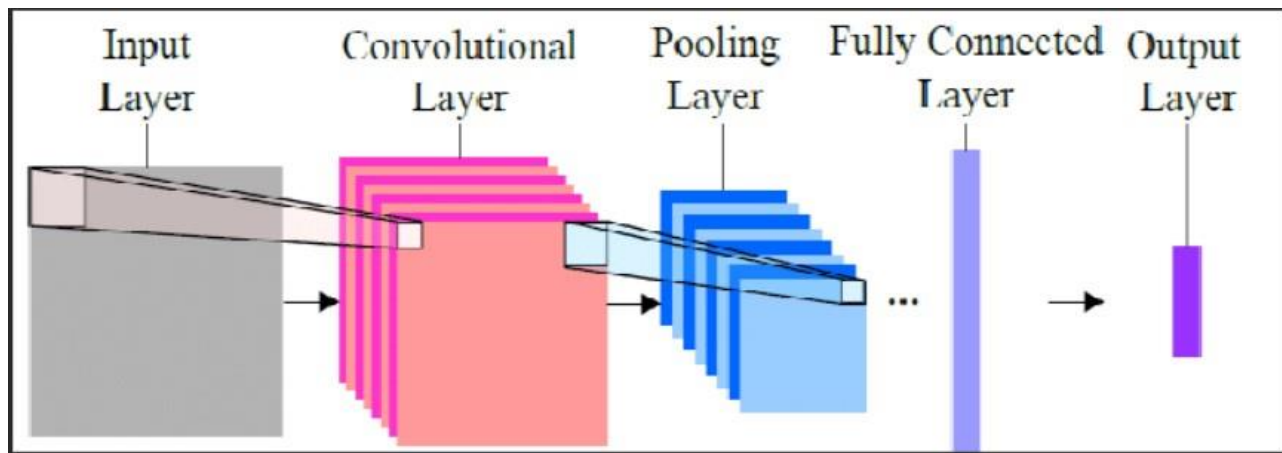 Input
Layer
Convolutional
Layer
Pooling
Layer
Fully Connected
Layer
Output
Layer
...